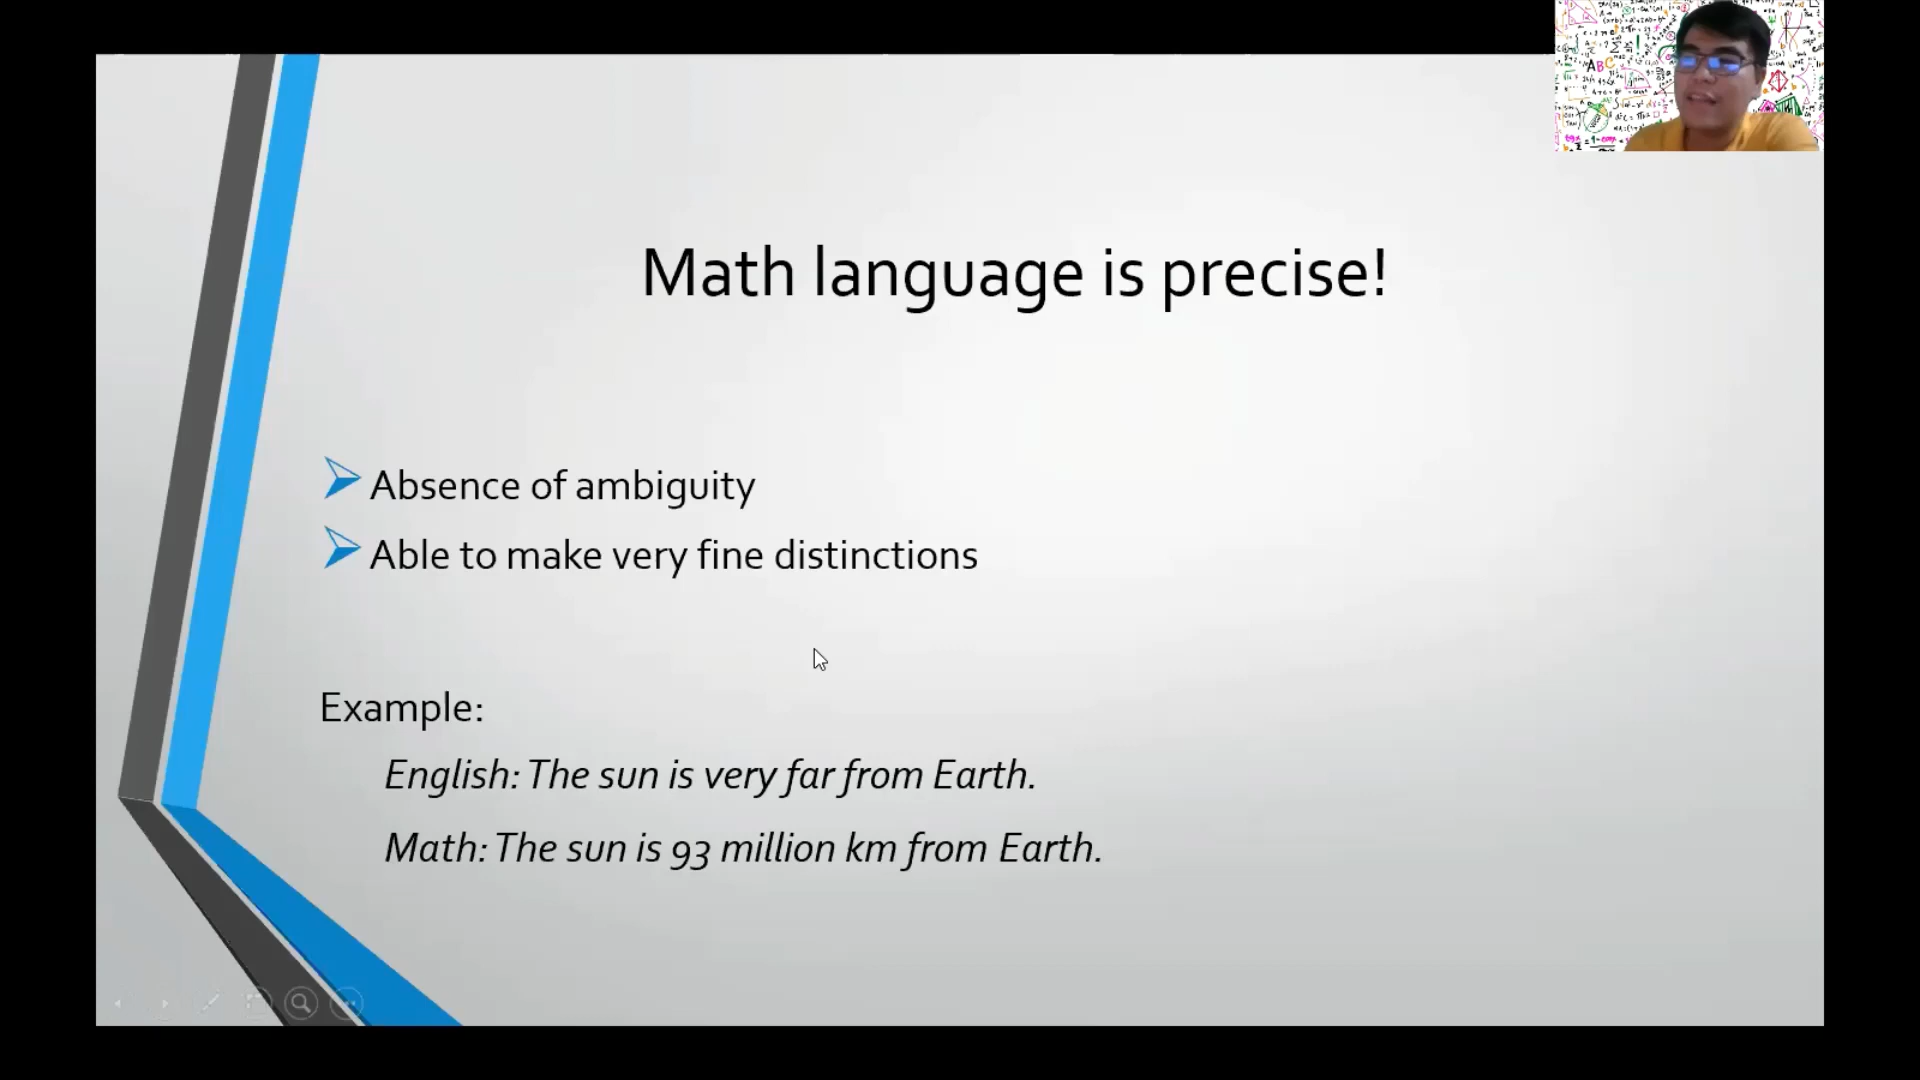 Math language is precise!
Absence of ambiguity
Able to make very fine distinctions
Example:
English: The sun is very far from Earth.
Math: The sun is 93 million km from Earth.
ABC